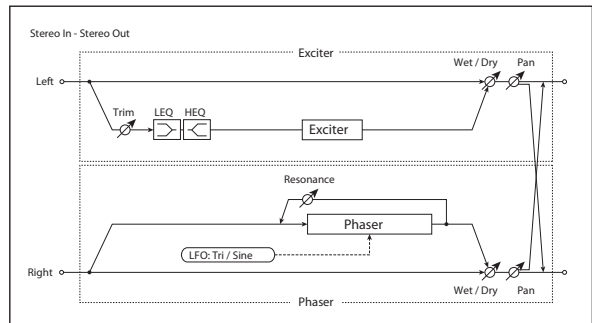 Stereo In - Stereo Out
Exciter
Wet / Dry
Pan
Left
Trim
LEQ
HEQ
Exciter
Resonance
Phaser
LFO: Tri / Sine
Right
Wet / Dry
Pan
Phaser